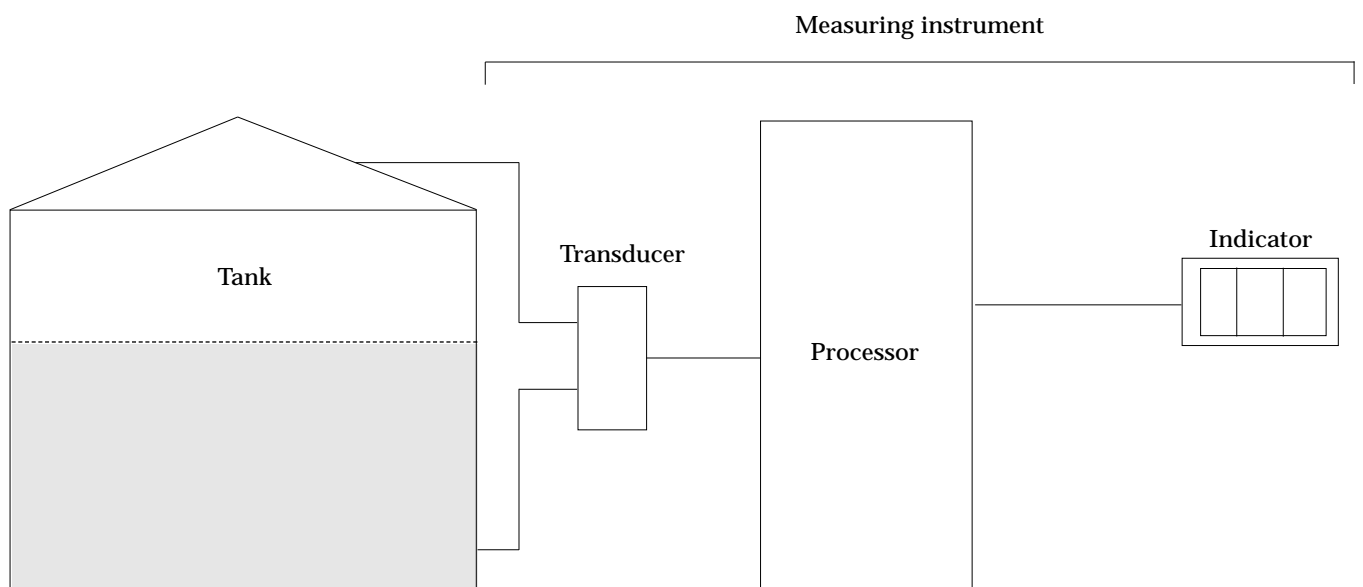 Measuring instrument
Indicator
Transducer
Tank
Processor